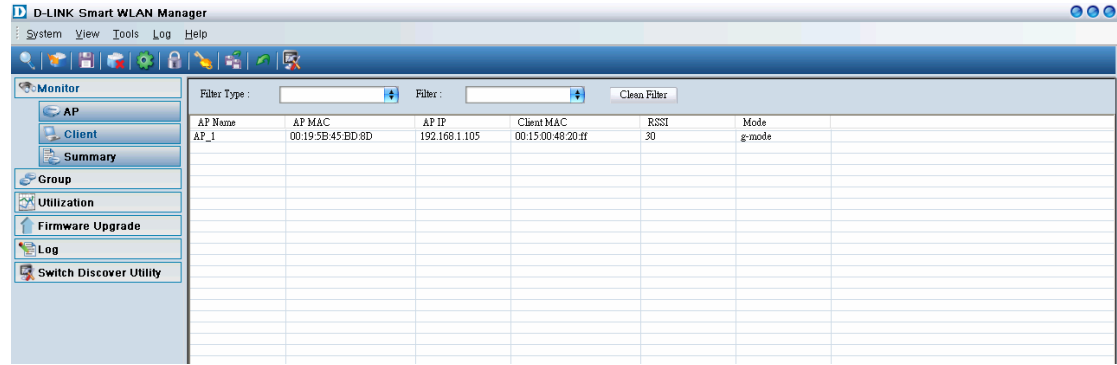 D D-LINK Smart WLAN Manager
System View Tools Log Help
Monitor
AP
Client
Summary
Group
Utilization
Firmware Upgrade
Log
Switch Discover Utility
Filter Type : Filter : Clean Filter
AP Name AP MAC AP IP Client MAC RSSI Mode
AP_1 00:19:5B:45:BD:8D 192.168.1.105 00:15:00:48:20:ff 30 g-mode